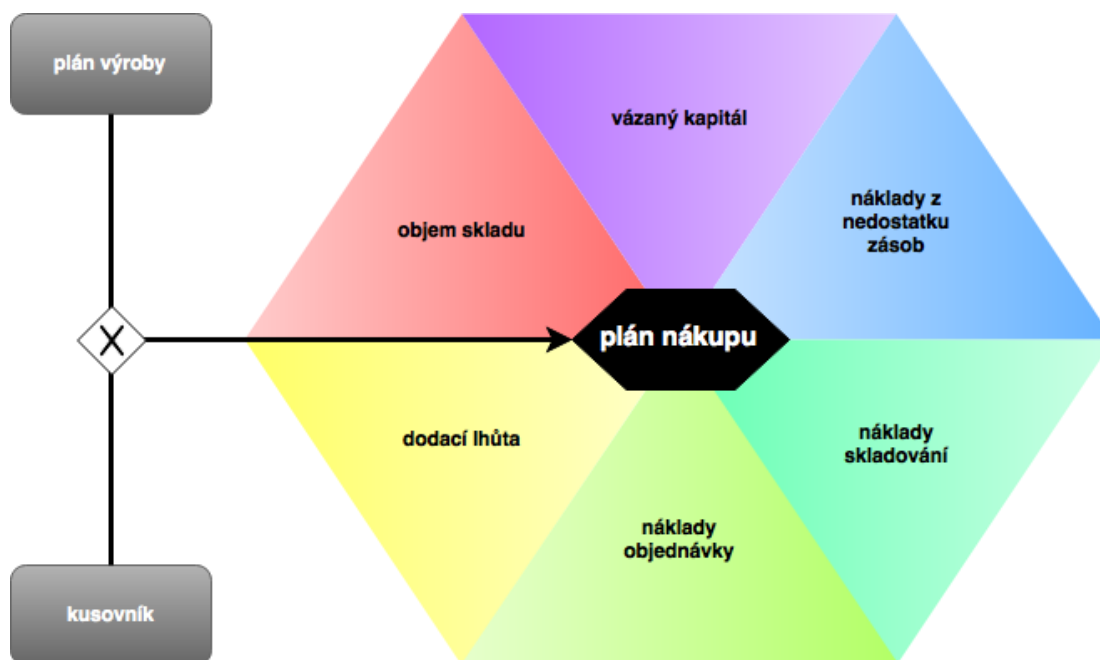 plán výroby
vázaný kapitál
náklady z
nedostatku
zásob
objem skladu
X
plán nákupu
dodací lhůta
náklady
skladování
náklady
objednávky
kusovník